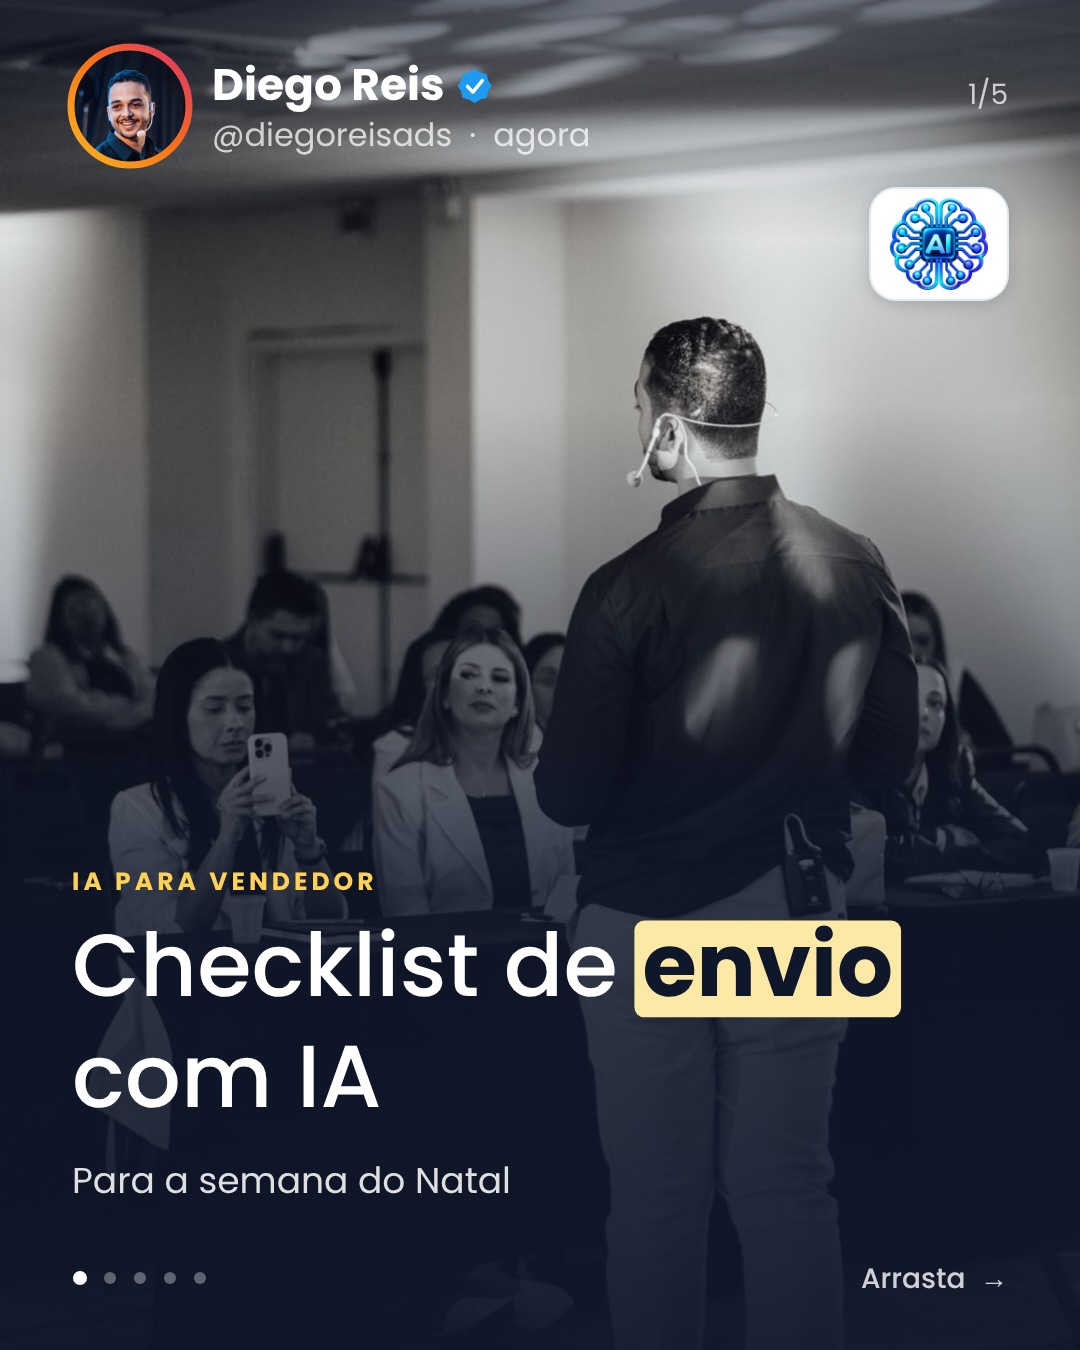 Diego Reis
@diegoreisads · agora
1/5
AI
IA PARA VENDEDOR
Checklist de envio
com IA
Para a semana do Natal
Arrasta →